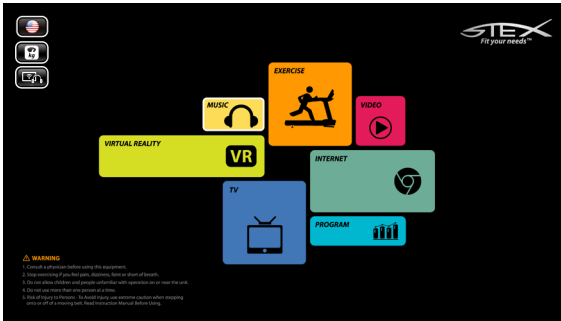 STEX
Fit your needs™
kg
EXERCISE
MUSIC
VIDEO
VIRTUAL REALITY
VR
INTERNET
TV
PROGRAM
WARNING
1. Consult a physician before using this equipment.
2. Stop exercising if you feel pain, dizziness, faint or short of breath.
3. Do not allow children and people unfamiliar with operation on or near the unit.
4. Do not use more than one person at a time.
5. Risk of Injury to Persons - To Avoid Injury, use extreme caution when stepping
onto or off of a moving belt. Read Instruction Manual Before Using.